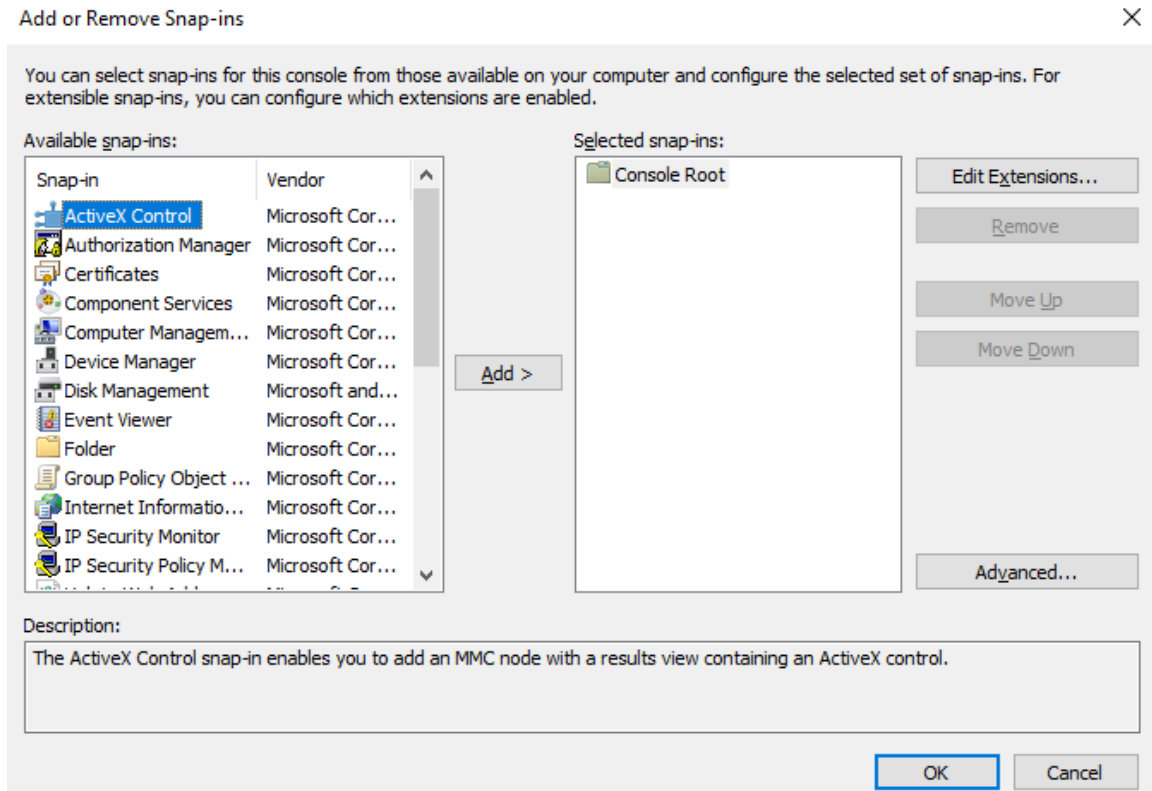 Add or Remove Snap-ins
You can select snap-ins for this console from those available on your computer and configure the selected set of snap-ins. For
extensible snap-ins, you can configure which extensions are enabled.
Available snap-ins:
Snap-in Vendor
ActiveX Control Microsoft Cor...
Authorization Manager Microsoft Cor...
Certificates Microsoft Cor...
Component Services Microsoft Cor...
Computer Managem... Microsoft Cor...
Device Manager Microsoft Cor...
Disk Management Microsoft and...
Event Viewer Microsoft Cor...
Folder Microsoft Cor...
Group Policy Object ... Microsoft Cor...
Internet Informatio... Microsoft Cor...
IP Security Monitor Microsoft Cor...
IP Security Policy M... Microsoft Cor...
Add >
Selected snap-ins:
Console Root
Edit Extensions...
Remove
Move Up
Move Down
Advanced...
Description:
The ActiveX Control snap-in enables you to add an MMC node with a results view containing an ActiveX control.
OK Cancel